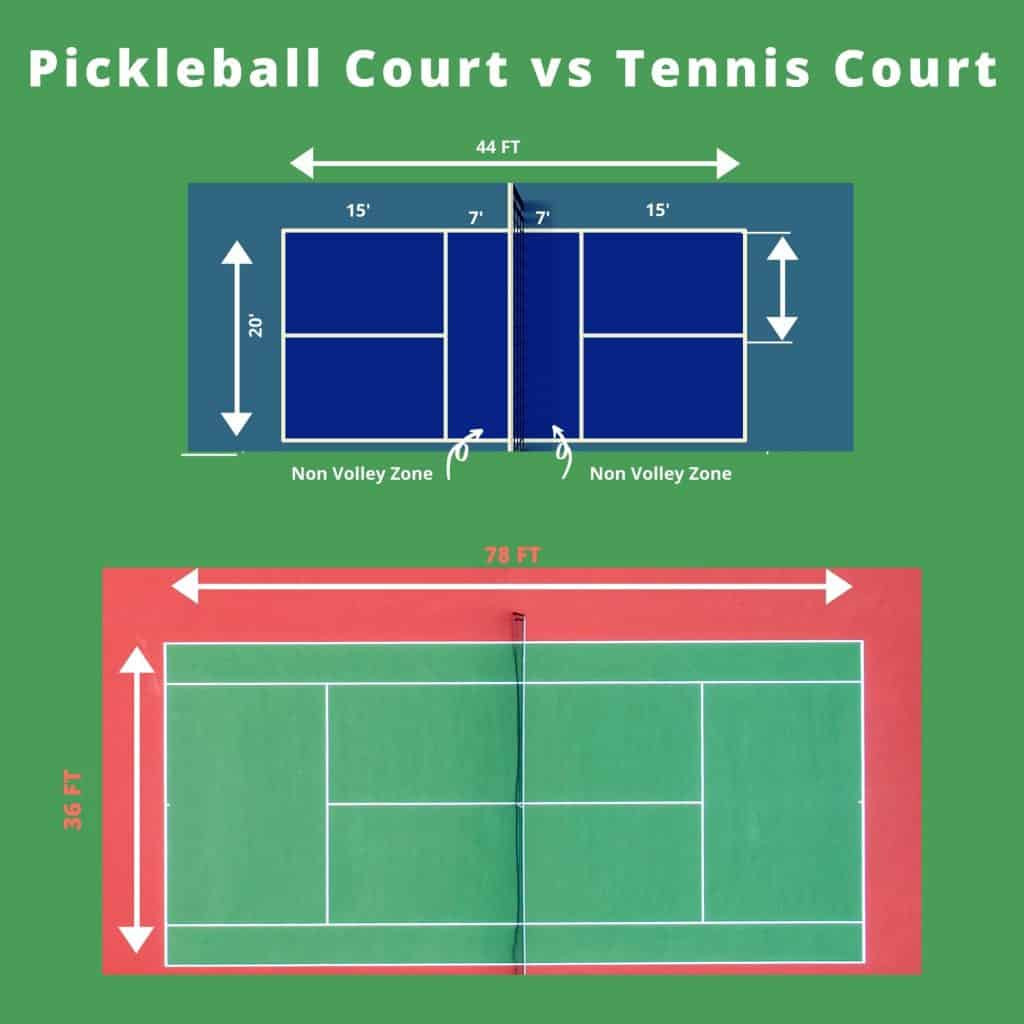 Pickleball Court vs Tennis Court
44 FT
15'
7'
7'
15'
20'
Non Volley Zone
Non Volley Zone
78 FT
36 FT